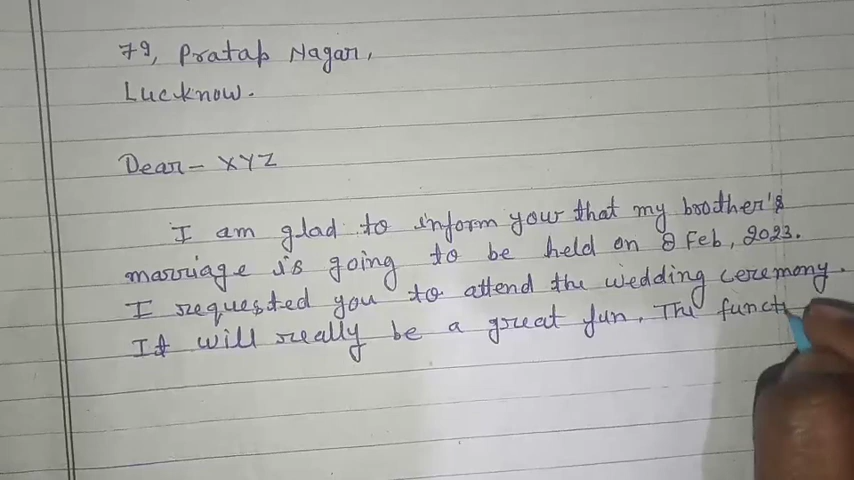 79, Pratap Nagar,
Lucknow.
Dear - XYZ
I am glad to inform your that my brother's
marriage is going to be held on 8 Feb, 2023.
I requested you to attend the wedding ceremony.
It will really be a great fun. The funct